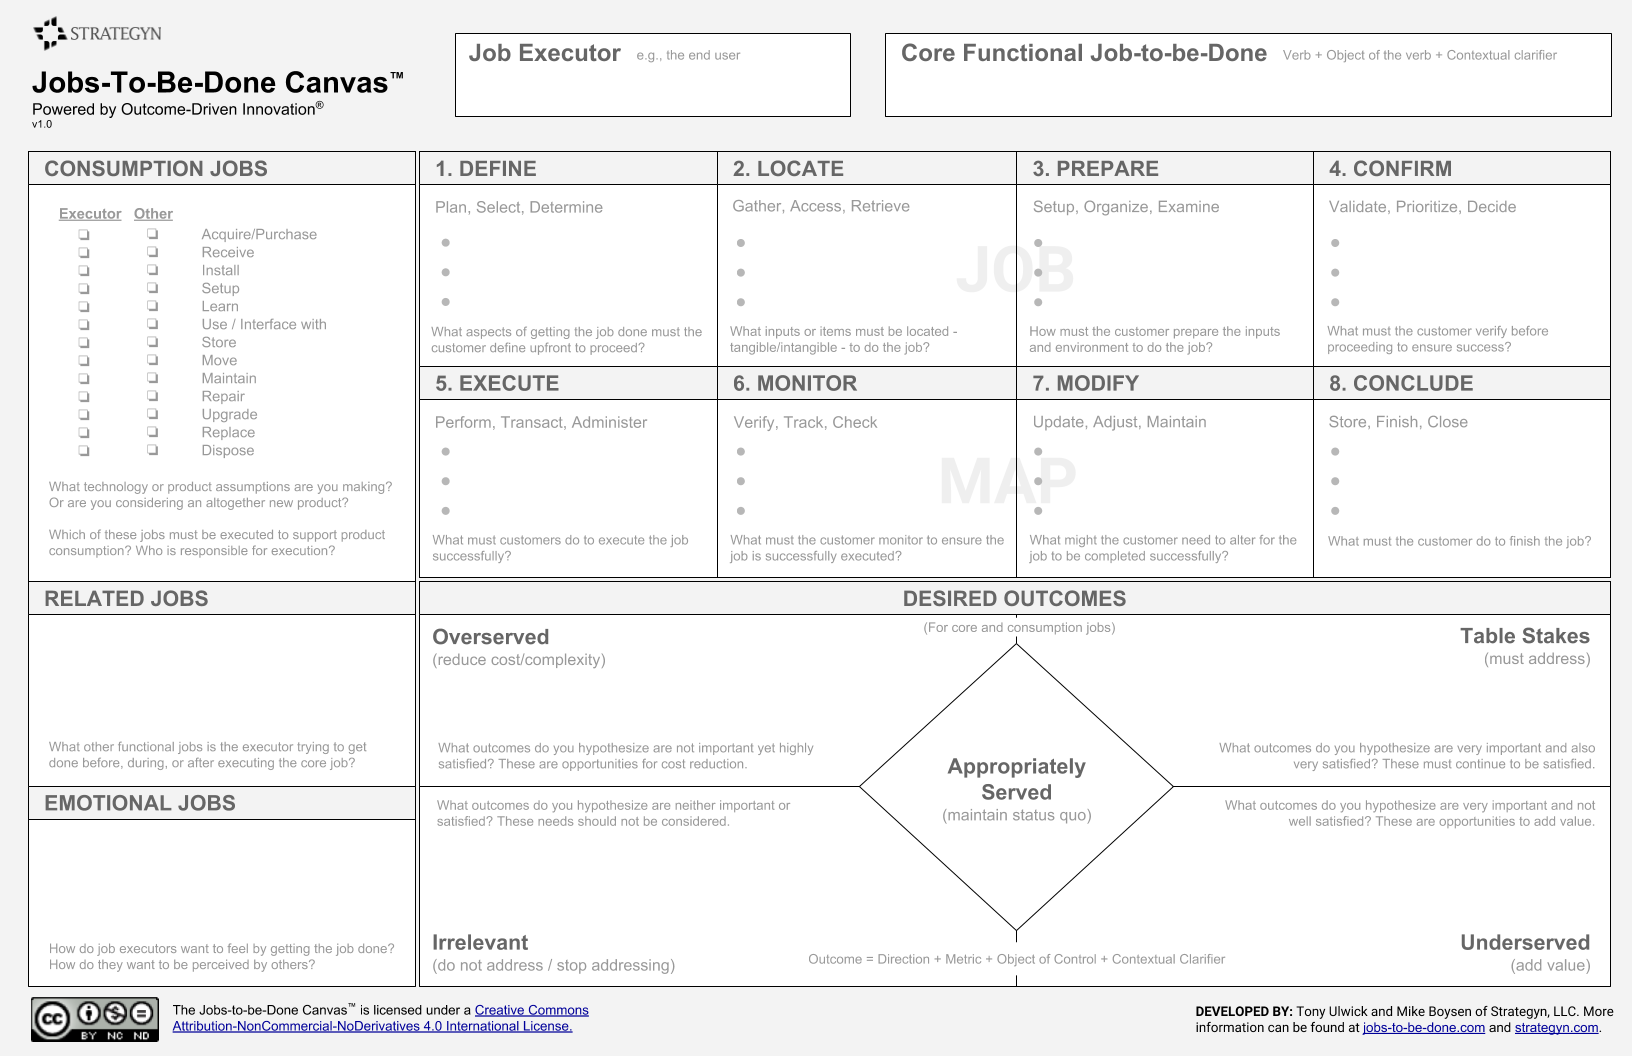 STRATEGYN
Jobs-To-Be-Done Canvas™
Powered by Outcome-Driven Innovation®
v1.0
Job Executor e.g., the end user
Core Functional Job-to-be-Done Verb + Object of the verb + Contextual clarifier
CONSUMPTION JOBS
Executor Other
Acquire/Purchase
Receive
Install
Setup
Learn
Use / Interface with
Store
Move
Maintain
Repair
Upgrade
Replace
Dispose
What technology or product assumptions are you making?
Or are you considering an altogether new product?
Which of these jobs must be executed to support product
consumption? Who is responsible for execution?
JOB
MAP
1. DEFINE
Plan, Select, Determine
What aspects of getting the job done must the
customer define upfront to proceed?
2. LOCATE
Gather, Access, Retrieve
What inputs or items must be located -
tangible/intangible - to do the job?
3. PREPARE
Setup, Organize, Examine
How must the customer prepare the inputs
and environment to do the job?
4. CONFIRM
Validate, Prioritize, Decide
What must the customer verify before
proceeding to ensure success?
5. EXECUTE
Perform, Transact, Administer
What must customers do to execute the job
successfully?
6. MONITOR
Verify, Track, Check
What must the customer monitor to ensure the
job is successfully executed?
7. MODIFY
Update, Adjust, Maintain
What might the customer need to alter for the
job to be completed successfully?
8. CONCLUDE
Store, Finish, Close
What must the customer do to finish the job?
RELATED JOBS
What other functional jobs is the executor trying to get
done before, during, or after executing the core job?
EMOTIONAL JOBS
How do job executors want to feel by getting the job done?
How do they want to be perceived by others?
DESIRED OUTCOMES
(For core and consumption jobs)
Overserved
(reduce cost/complexity)
What outcomes do you hypothesize are not important yet highly
satisfied? These are opportunities for cost reduction.
Table Stakes
(must address)
What outcomes do you hypothesize are very important and also
very satisfied? These must continue to be satisfied.
Appropriately
Served
(maintain status quo)
What outcomes do you hypothesize are neither important or
satisfied? These needs should not be considered.
Irrelevant
(do not address / stop addressing)
What outcomes do you hypothesize are very important and not
well satisfied? These are opportunities to add value.
Underserved
(add value)
Outcome = Direction + Metric + Object of Control + Contextual Clarifier
cc BY NC ND
The Jobs-to-be-Done Canvas™ is licensed under a Creative Commons
Attribution-NonCommercial-NoDerivatives 4.0 International License.
DEVELOPED BY: Tony Ulwick and Mike Boysen of Strategyn, LLC. More
information can be found at jobs-to-be-done.com and strategyn.com.